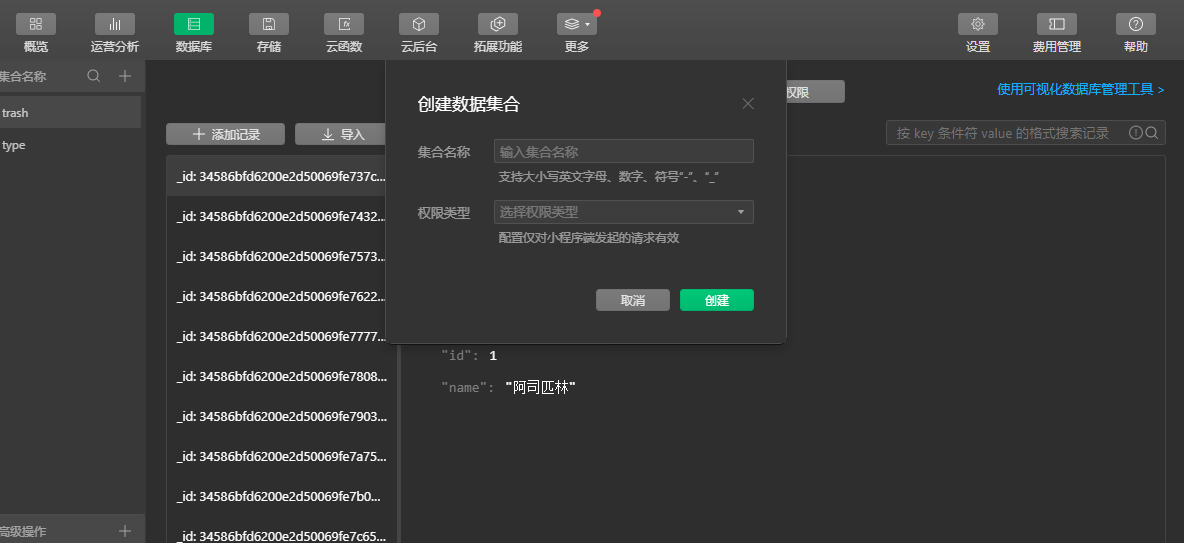 概览 运营分析 数据库 存储 云函数 云后台 拓展功能 更多 设置 费用管理 帮助
集合名称
trash
type
高级操作
权限
使用可视化数据库管理工具 >
添加记录 导入
按 key 条件符 value 的格式搜索记录
_id: 34586bfd6200e2d50069fe737c...
_id: 34586bfd6200e2d50069fe7432...
_id: 34586bfd6200e2d50069fe7573...
_id: 34586bfd6200e2d50069fe7622...
_id: 34586bfd6200e2d50069fe7777...
_id: 34586bfd6200e2d50069fe7808...
_id: 34586bfd6200e2d50069fe7903...
_id: 34586bfd6200e2d50069fe7a75...
_id: 34586bfd6200e2d50069fe7b0...
_id: 34586bfd6200e2d50069fe7c65...
创建数据集合
集合名称 输入集合名称
支持大小写英文字母、数字、符号“-”、“_”
权限类型 选择权限类型
配置仅对小程序端发起的请求有效
取消 创建
"id": 1
"name": "阿司匹林"